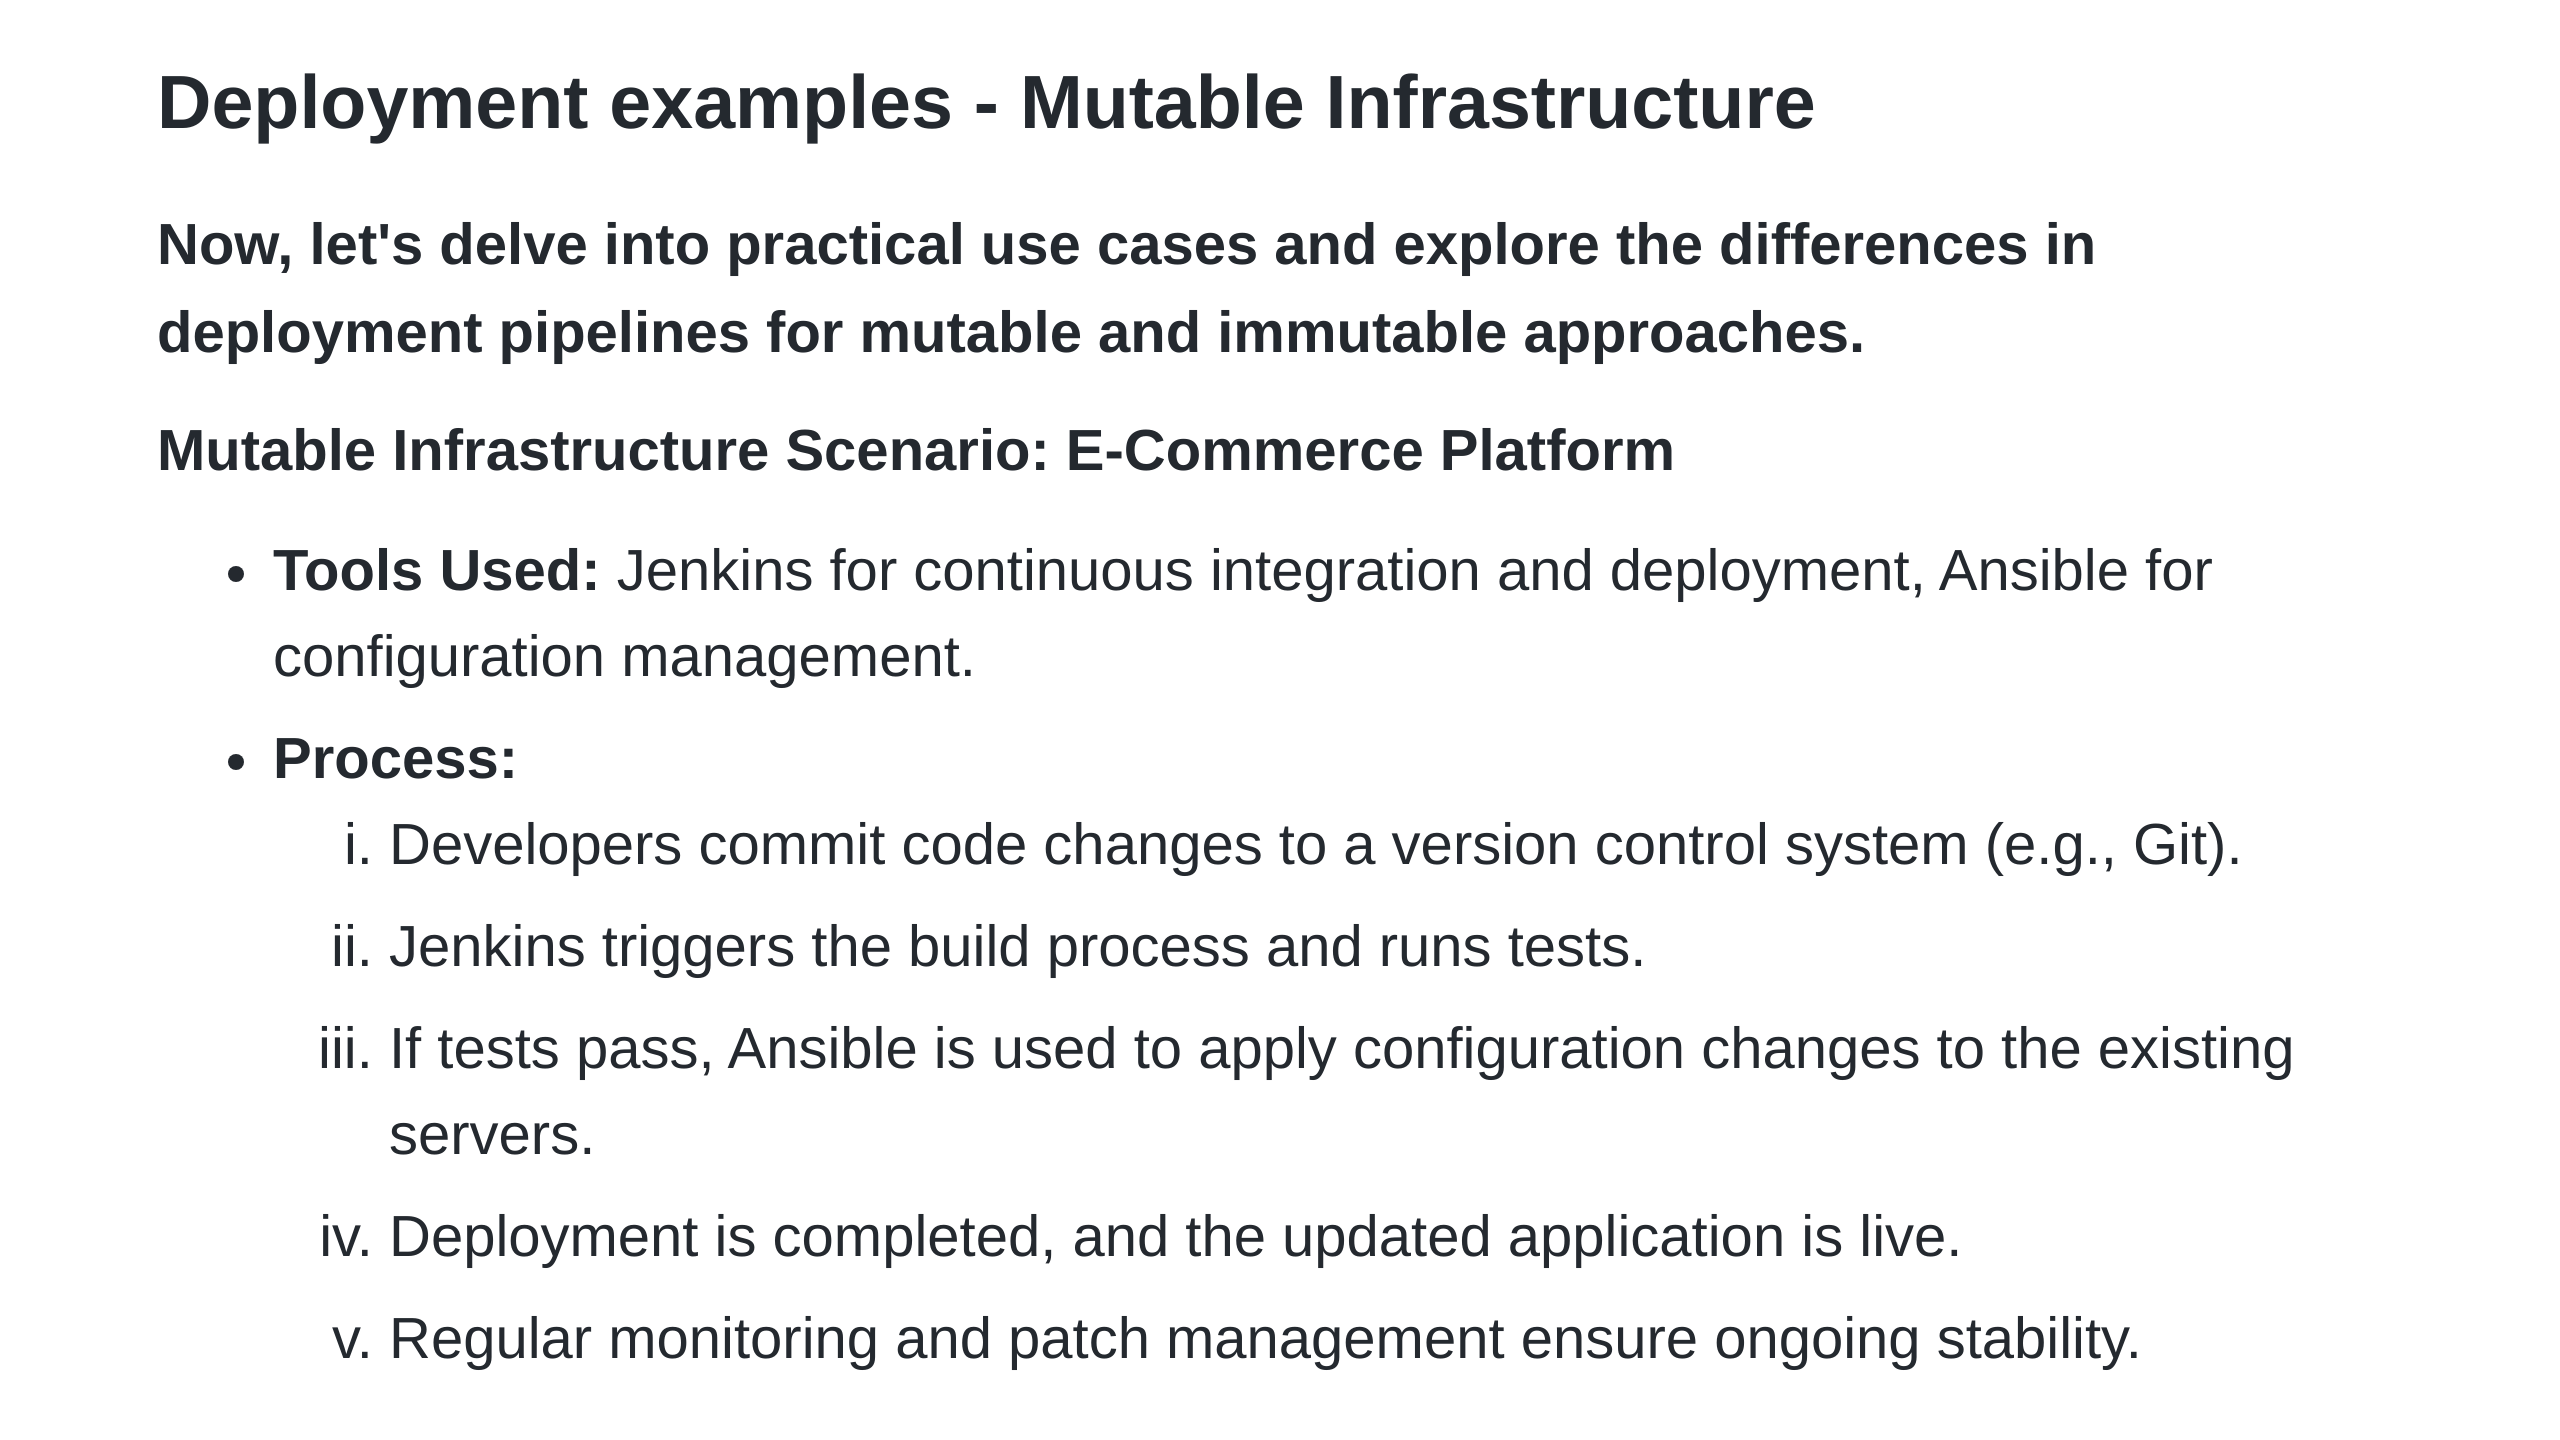 Deployment examples - Mutable Infrastructure
Now, let's delve into practical use cases and explore the differences in
deployment pipelines for mutable and immutable approaches.
Mutable Infrastructure Scenario: E-Commerce Platform
• Tools Used: Jenkins for continuous integration and deployment, Ansible for
configuration management.
• Process:
i. Developers commit code changes to a version control system (e.g., Git).
ii. Jenkins triggers the build process and runs tests.
iii. If tests pass, Ansible is used to apply configuration changes to the existing
servers.
iv. Deployment is completed, and the updated application is live.
v. Regular monitoring and patch management ensure ongoing stability.